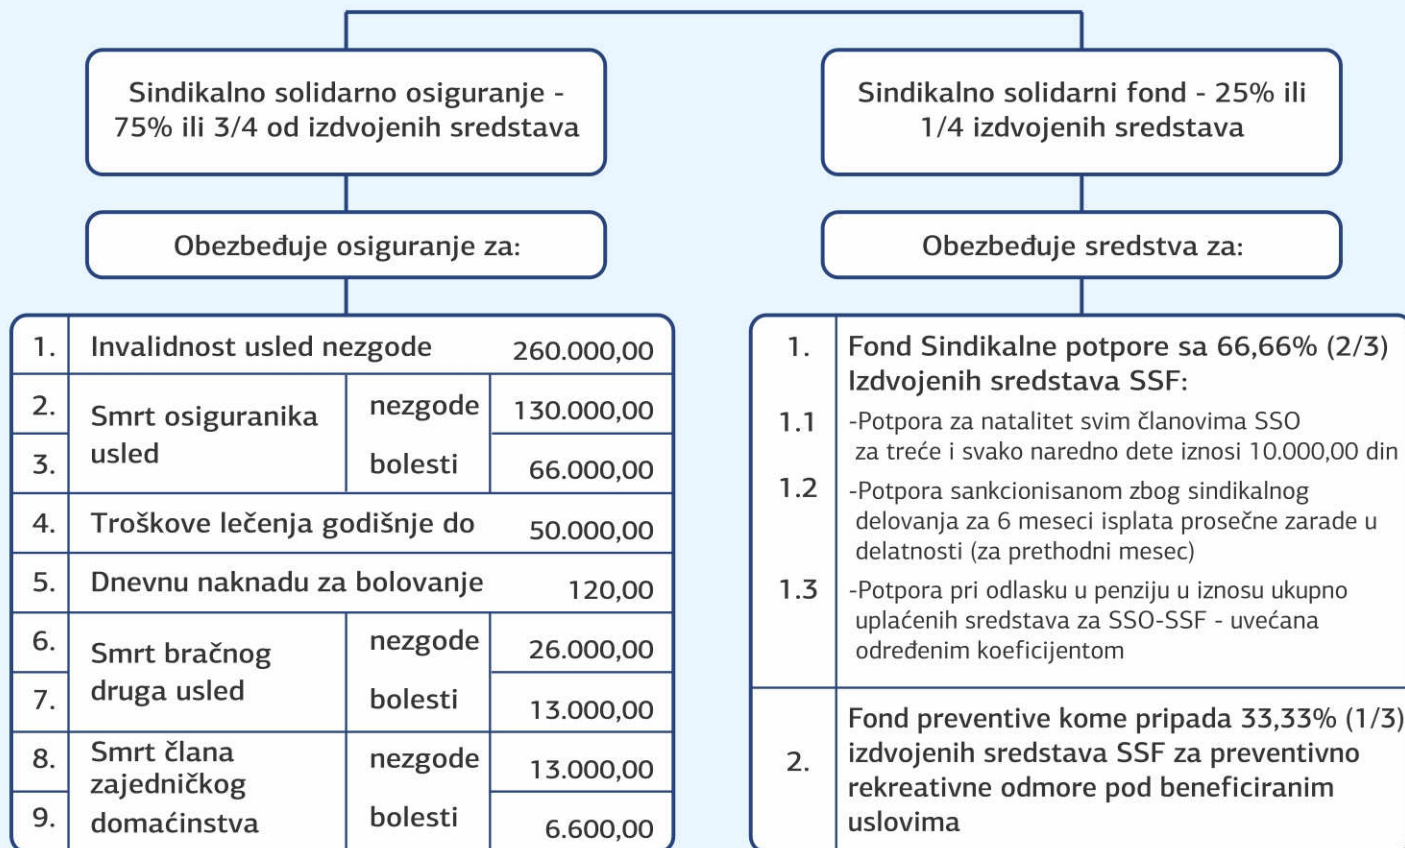 Sindikalno solidarno osiguranje -
75% ili 3/4 od izdvojenih sredstava
Obezbeđuje osiguranje za:
1. Invalidnost usled nezgode 260.000,00
2. Smrt osiguranika usled nezgode 130.000,00
3. bolesti 66.000,00
4. Troškove lečenja godišnje do 50.000,00
5. Dnevnu naknadu za bolovanje 120,00
6. Smrt bračnog druga usled nezgode 26.000,00
7. bolesti 13.000,00
8. Smrt člana zajedničkog domaćinstva nezgode 13.000,00
9. bolesti 6.600,00
Sindikalno solidarni fond - 25% ili
1/4 izdvojenih sredstava
Obezbeđuje sredstva za:
1. Fond Sindikalne potpore sa 66,66% (2/3)
Izdvojenih sredstava SSF:
1.1 -Potpora za natalitet svim članovima SSO
za treće i svako naredno dete iznosi 10.000,00 din
1.2 -Potpora sankcionisanom zbog sindikalnog
delovanja za 6 meseci isplata prosečne zarade u
delatnosti (za prethodni mesec)
1.3 -Potpora pri odlasku u penziju u iznosu ukupno
uplaćenih sredstava za SSO-SSF - uvećana
određenim koeficijentom
2. Fond preventive kome pripada 33,33% (1/3)
izdvojenih sredstava SSF za preventivno
rekreativne odmore pod beneficiranim
uslovima